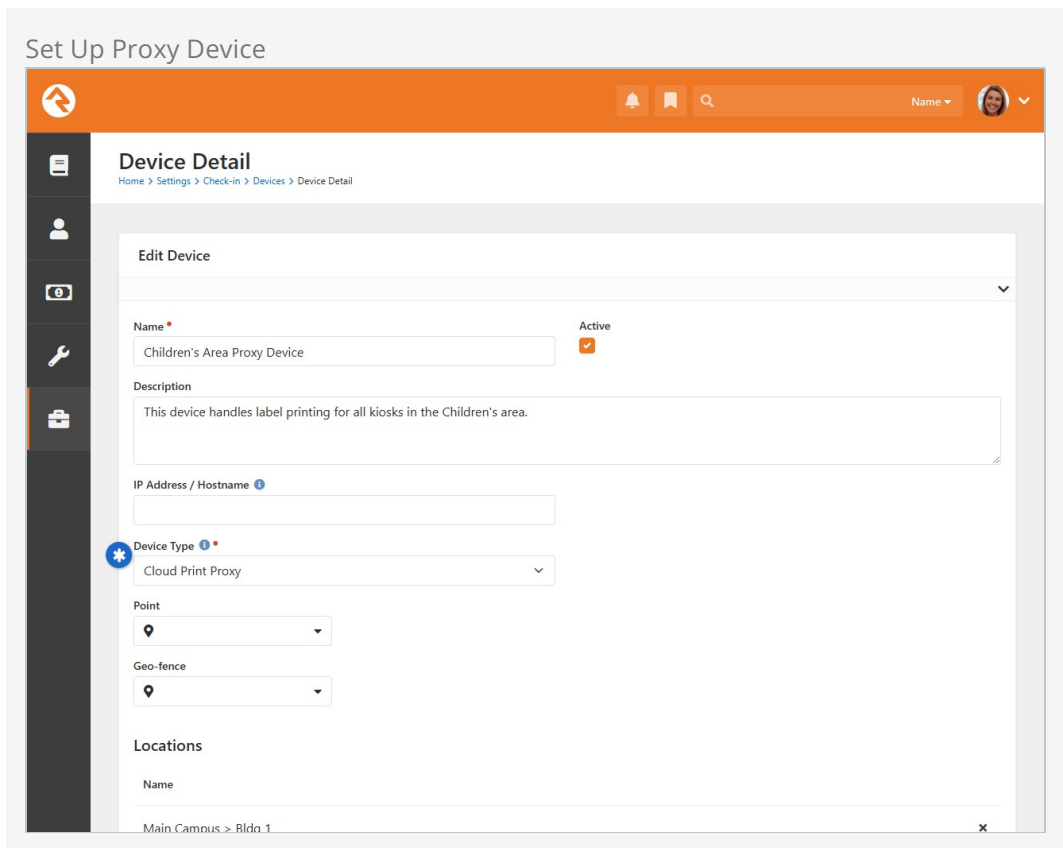 Set Up Proxy Device
Name
Device Detail
Home > Settings > Check-in > Devices > Device Detail
Edit Device
Name
Active
Children's Area Proxy Device
Description
This device handles label printing for all kiosks in the Children's area.
IP Address / Hostname
Device Type
Cloud Print Proxy
Point
Geo-fence
Locations
Name
Main Campus > Bldg 1